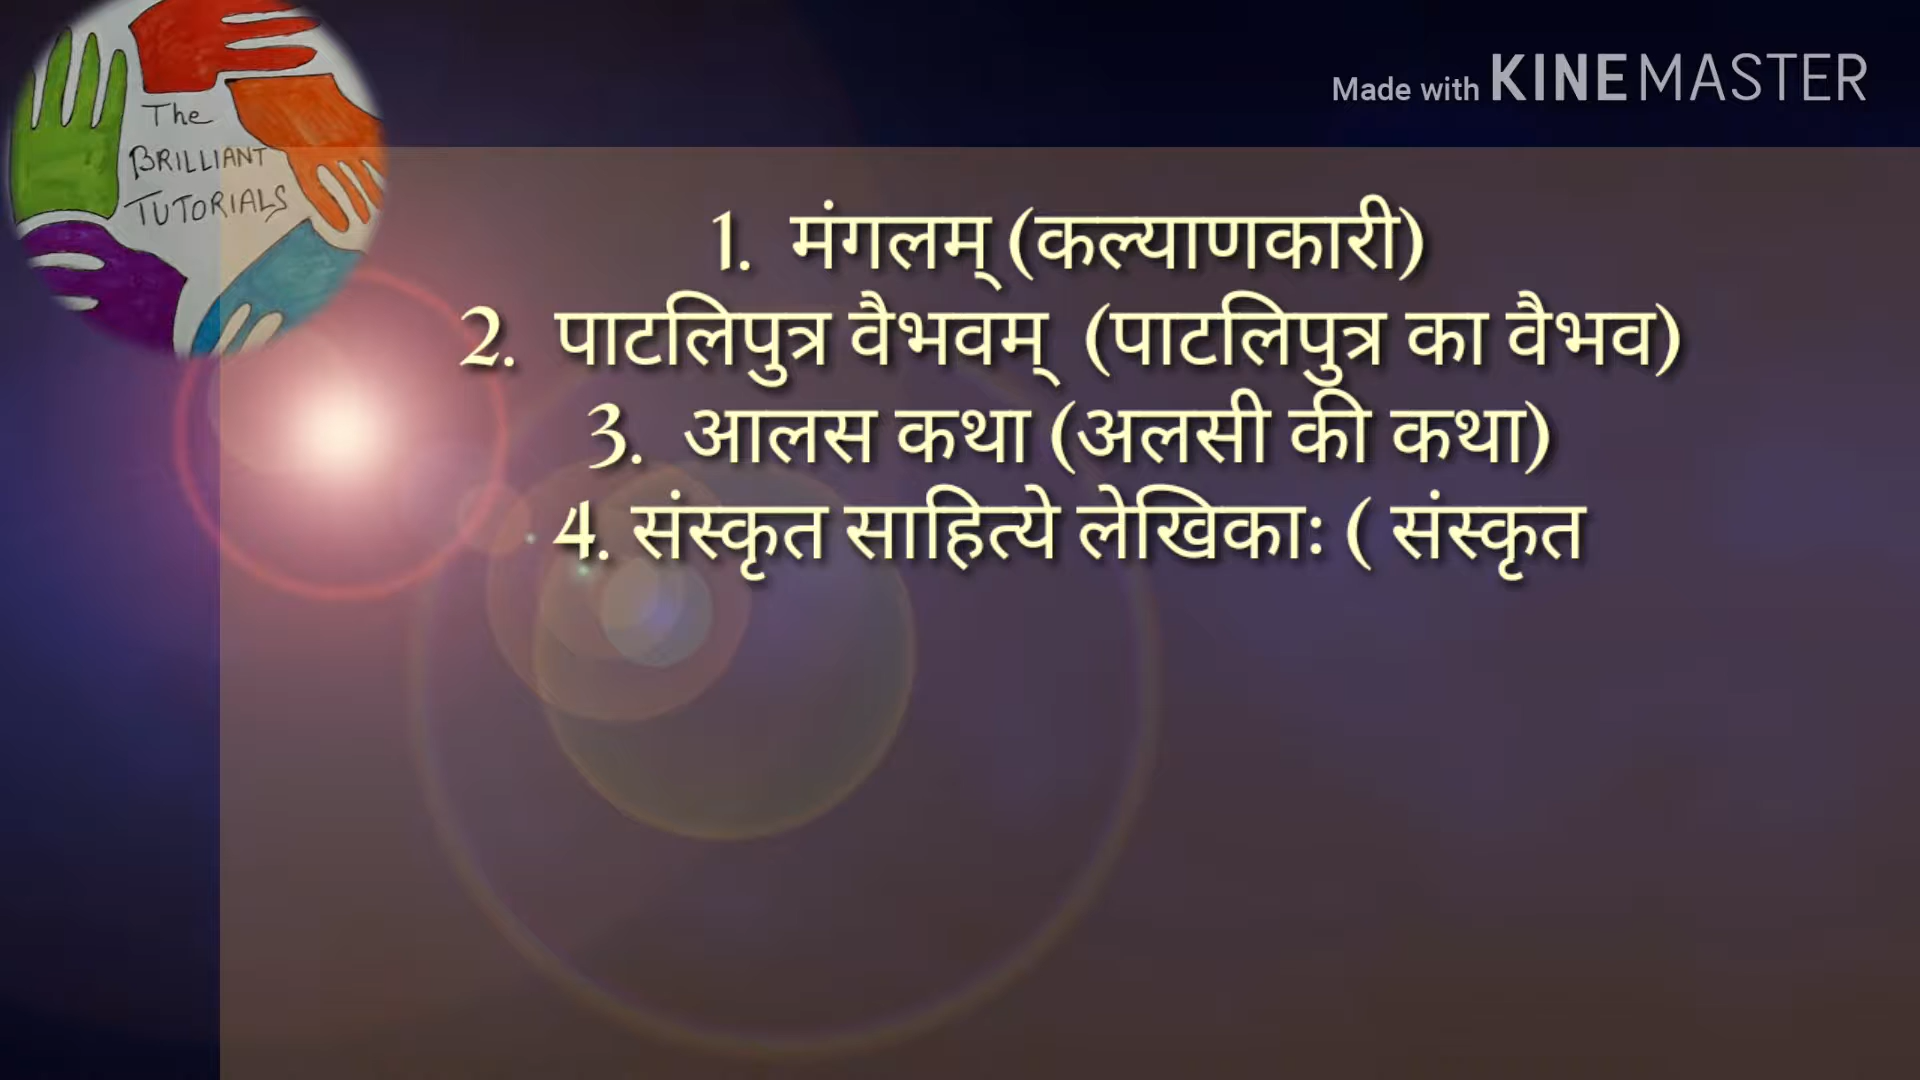 The
BRILLIANT
TUTORIALS
Made with KINEMASTER
1. मंगलम् (कल्याणकारी)
2. पाटलिपुत्र वैभवम् (पाटलिपुत्र का वैभव)
3. आलस कथा (अलसी की कथा)
4. संस्कृत साहित्ये लेखिकाः ( संस्कृत